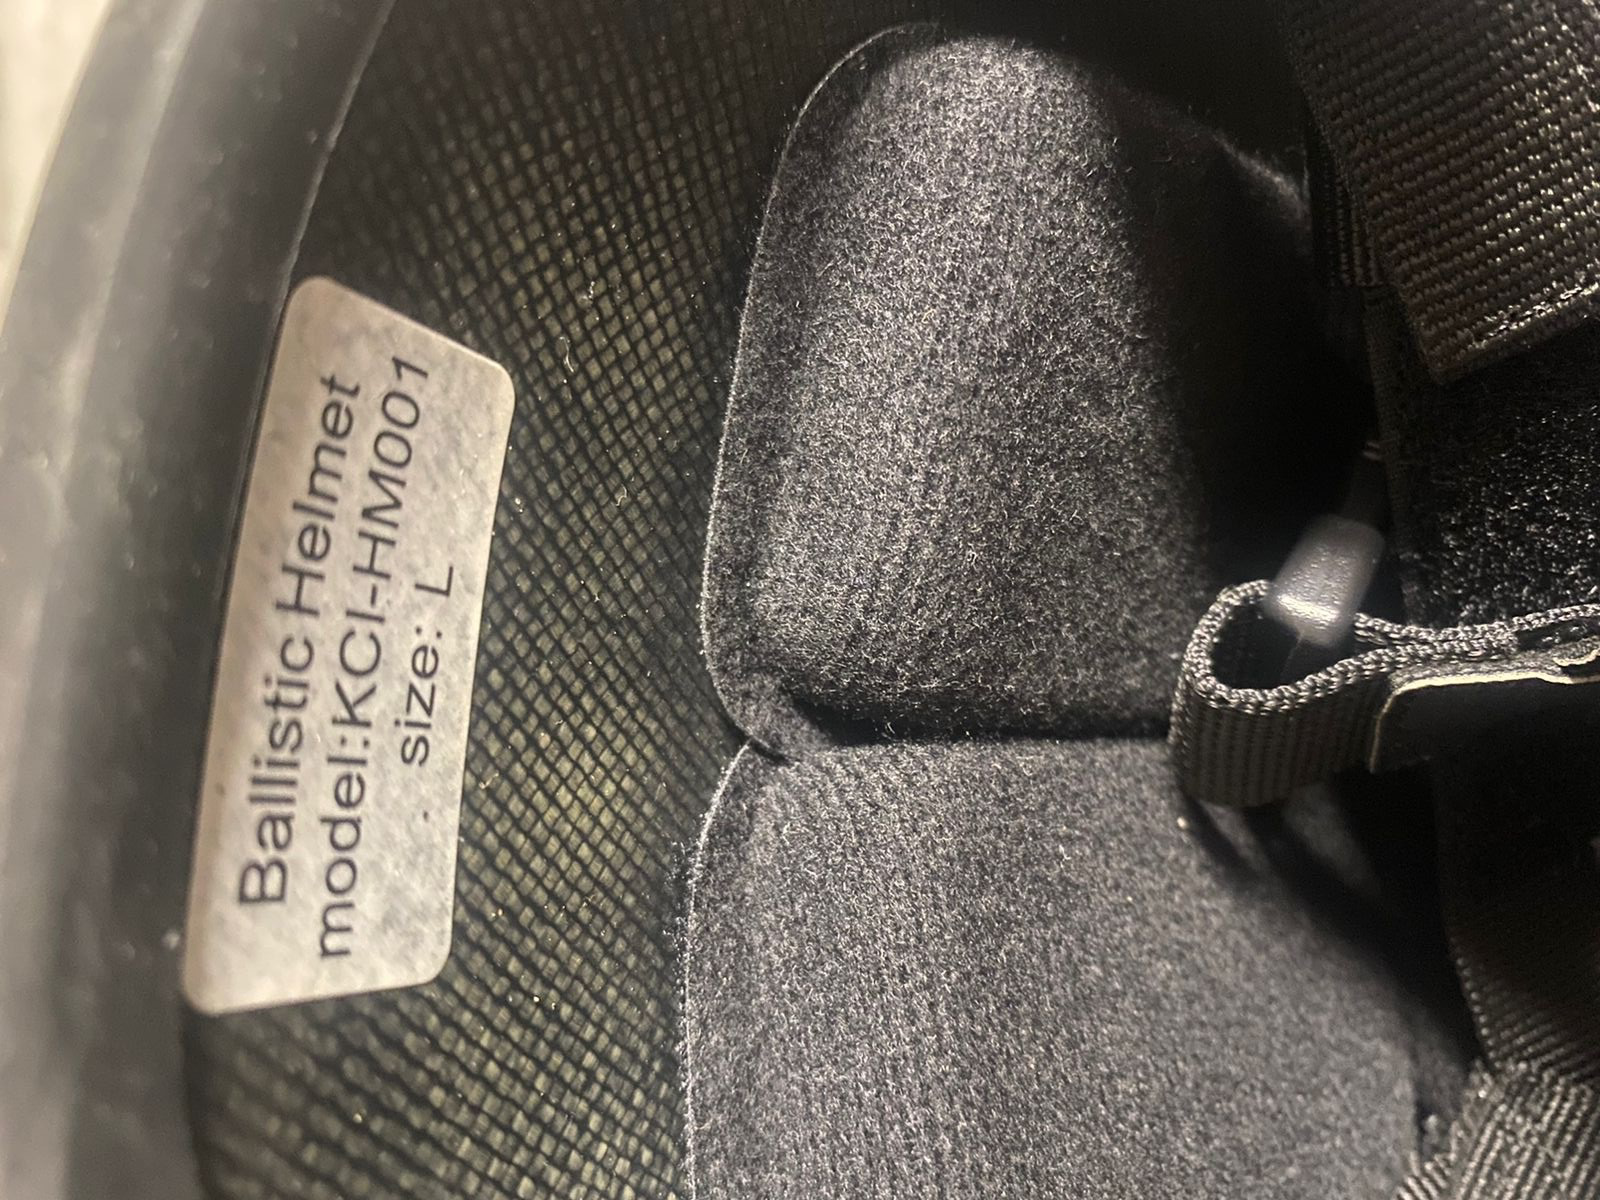 Ballistic Helmet
model:KCI-HM001
size: L